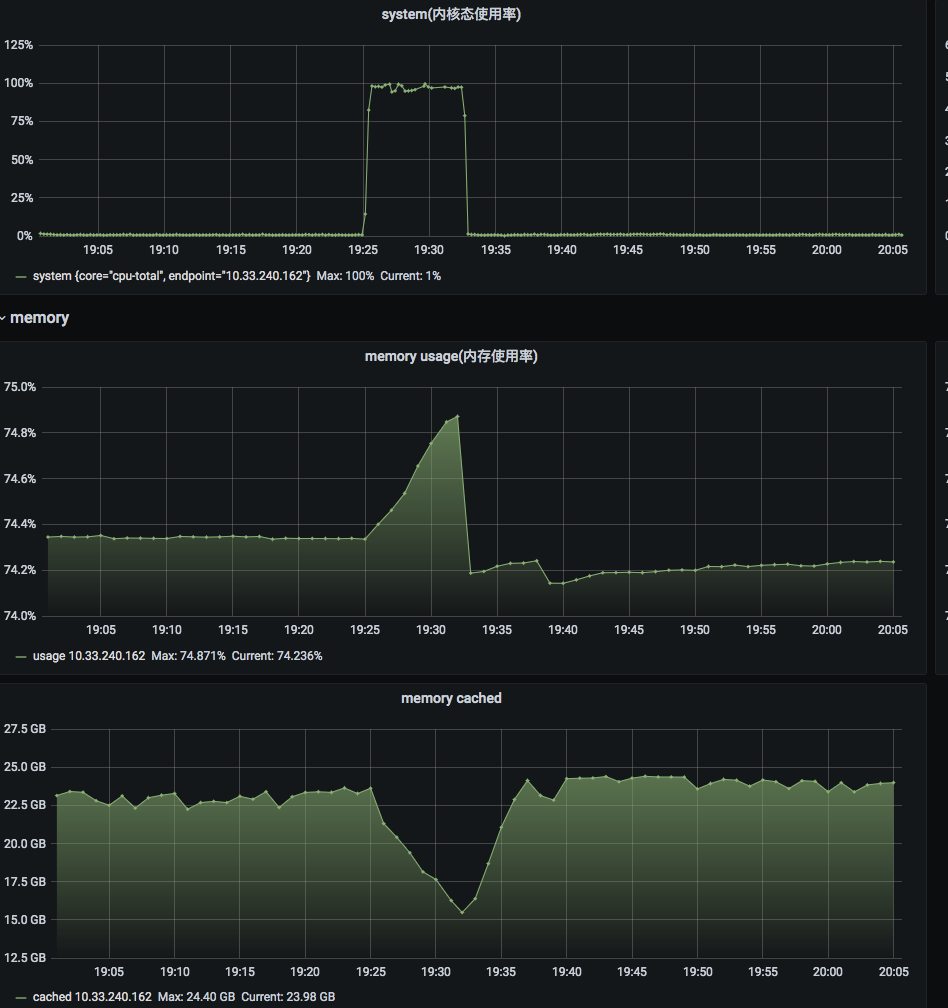 system(内核态使用率)
125%
100%
75%
50%
25%
0%
19:05 19:10 19:15 19:20 19:25 19:30 19:35 19:40 19:45 19:50 19:55 20:00 20:05
system {core="cpu-total", endpoint="10.33.240.162"} Max: 100% Current: 1%
memory
memory usage(内存使用率)
75.0%
74.8%
74.6%
74.4%
74.2%
74.0%
19:05 19:10 19:15 19:20 19:25 19:30 19:35 19:40 19:45 19:50 19:55 20:00 20:05
usage 10.33.240.162 Max: 74.871% Current: 74.236%
memory cached
27.5 GB
25.0 GB
22.5 GB
20.0 GB
17.5 GB
15.0 GB
12.5 GB
19:05 19:10 19:15 19:20 19:25 19:30 19:35 19:40 19:45 19:50 19:55 20:00 20:05
cached 10.33.240.162 Max: 24.40 GB Current: 23.98 GB